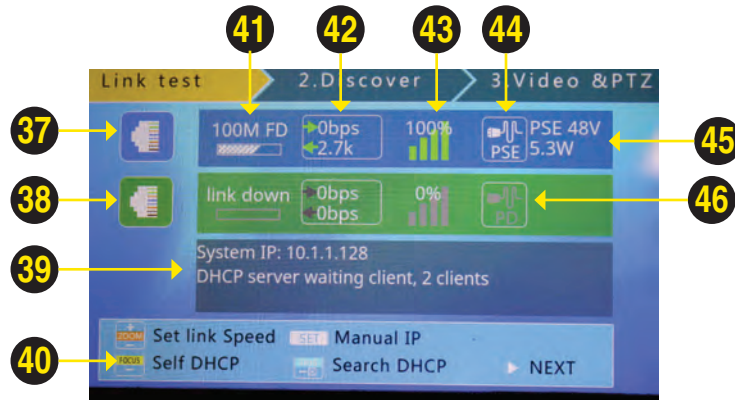 41 42 43 44
Link test 2.Discover 3.Video &PTZ
37 100M FD 0bps 100% PSE 48V 45
2.7k PSE 5.3W
38 link down 0bps 0% 46
0bps PD
System IP: 10.1.1.128
39 DHCP server waiting client, 2 clients
ZOOM Set link Speed SET Manual IP
40 FOCUS Self DHCP Search DHCP NEXT